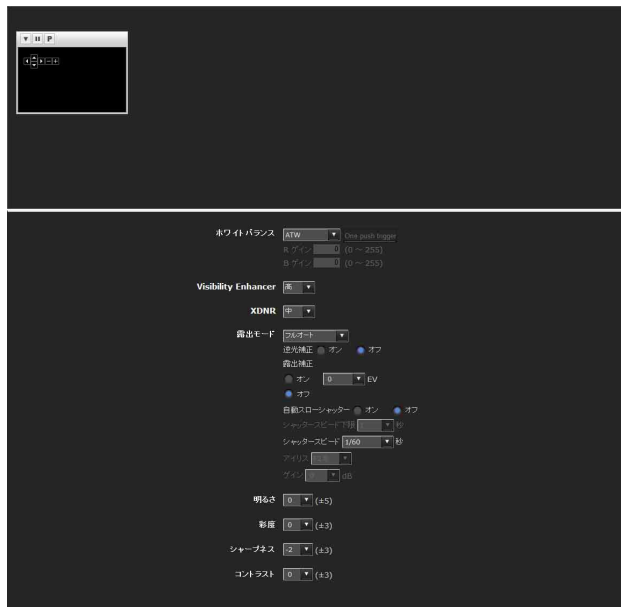 P
ホワイトバランス ATW One push trigger
R ゲイン 0 (0 ～ 255)
B ゲイン 0 (0 ～ 255)
Visibility Enhancer 高
XDNR 中
露出モード フルオート
逆光補正 オン オフ
露出補正
オン 0 EV
オフ
自動スローシャッター オン オフ
シャッタースピード下限 1 秒
シャッタースピード 1/60 秒
アイリス
ゲイン dB
明るさ 0 (±5)
彩度 0 (±3)
シャープネス -2 (±3)
コントラスト 0 (±3)